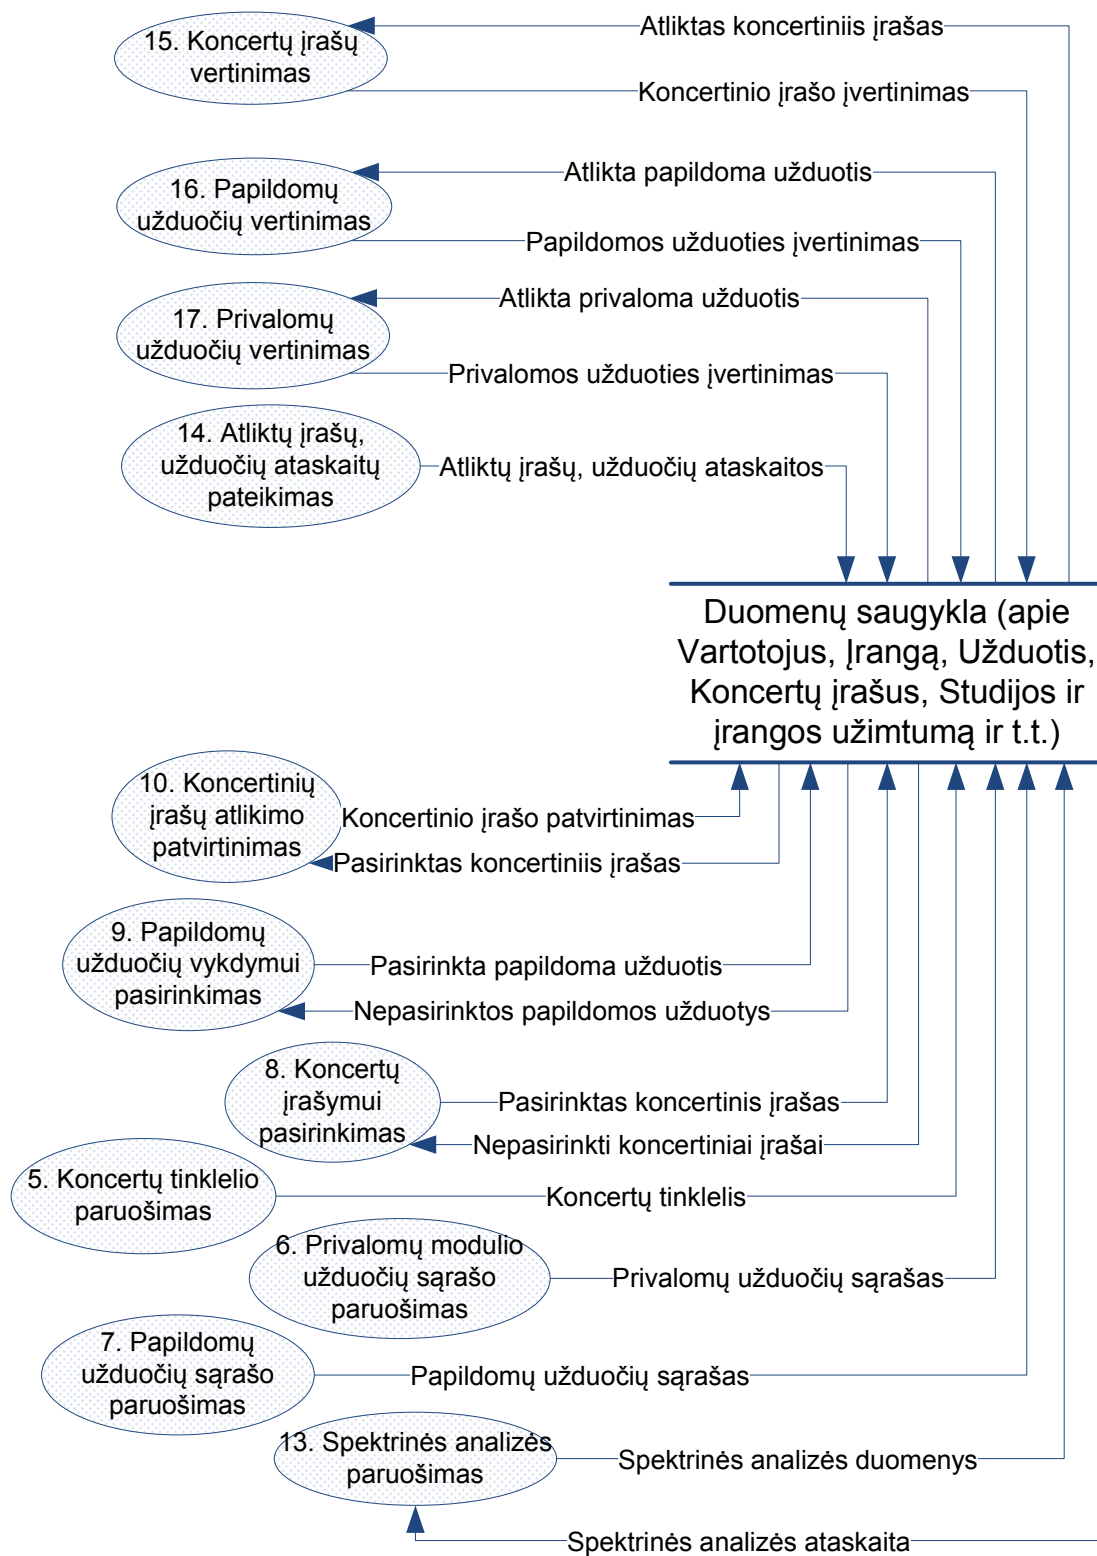 15. Koncertų įrašų
vertinimas
Atliktas koncertiniis įrašas
Koncertinio įrašo įvertinimas
16. Papildomų
užduočių vertinimas
Atlikta papildoma užduotis
Papildomos užduoties įvertinimas
17. Privalomų
užduočių vertinimas
Atlikta privaloma užduotis
Privalomos užduoties įvertinimas
14. Atliktų įrašų,
užduočių ataskaitų
pateikimas
Atliktų įrašų, užduočių ataskaitos
Duomenų saugykla (apie
Vartotojus, Įrangą, Užduotis,
Koncertų įrašus, Studijos ir
įrangos užimtumą ir t.t.)
10. Koncertinių
įrašų atlikimo
patvirtinimas
Koncertinio įrašo patvirtinimas
Pasirinktas koncertiniis įrašas
9. Papildomų
užduočių vykdymui
pasirinkimas
Pasirinkta papildoma užduotis
Nepasirinktos papildomos užduotys
8. Koncertų
įrašymui
pasirinkimas
Pasirinktas koncertinis įrašas
Nepasirinkti koncertiniai įrašai
5. Koncertų tinklelio
paruošimas
Koncertų tinklelis
6. Privalomų modulio
užduočių sąrašo
paruošimas
Privalomų užduočių sąrašas
7. Papildomų
užduočių sąrašo
paruošimas
Papildomų užduočių sąrašas
13. Spektrinės analizės
paruošimas
Spektrinės analizės duomenys
Spektrinės analizės ataskaita